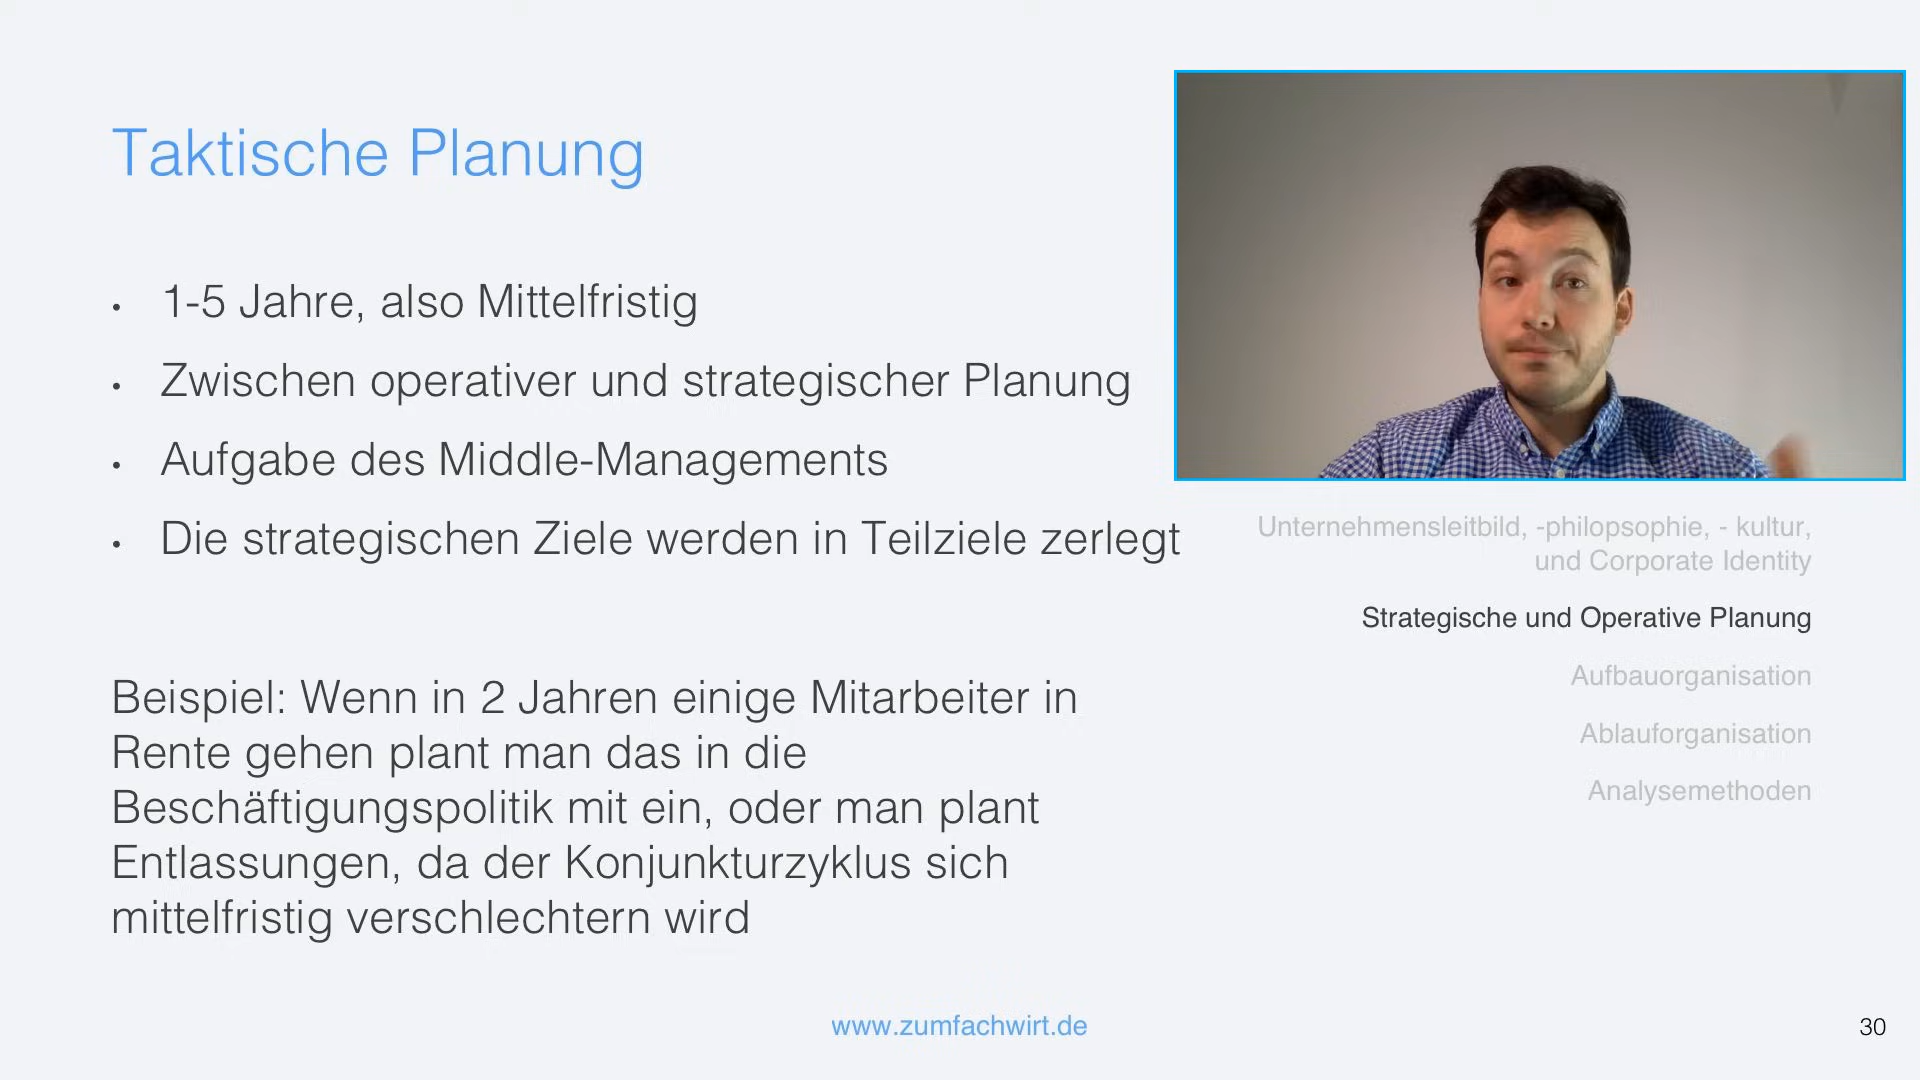 Taktische Planung
• 1-5 Jahre, also Mittelfristig
• Zwischen operativer und strategischer Planung
• Aufgabe des Middle-Managements
• Die strategischen Ziele werden in Teilziele zerlegt
Beispiel: Wenn in 2 Jahren einige Mitarbeiter in
Rente gehen plant man das in die
Beschäftigungspolitik mit ein, oder man plant
Entlassungen, da der Konjunkturzyklus sich
mittelfristig verschlechtern wird
Unternehmensleitbild, -philopsophie, - kultur,
und Corporate Identity
Strategische und Operative Planung
Aufbauorganisation
Ablauforganisation
Analysemethoden
www.zumfachwirt.de
30